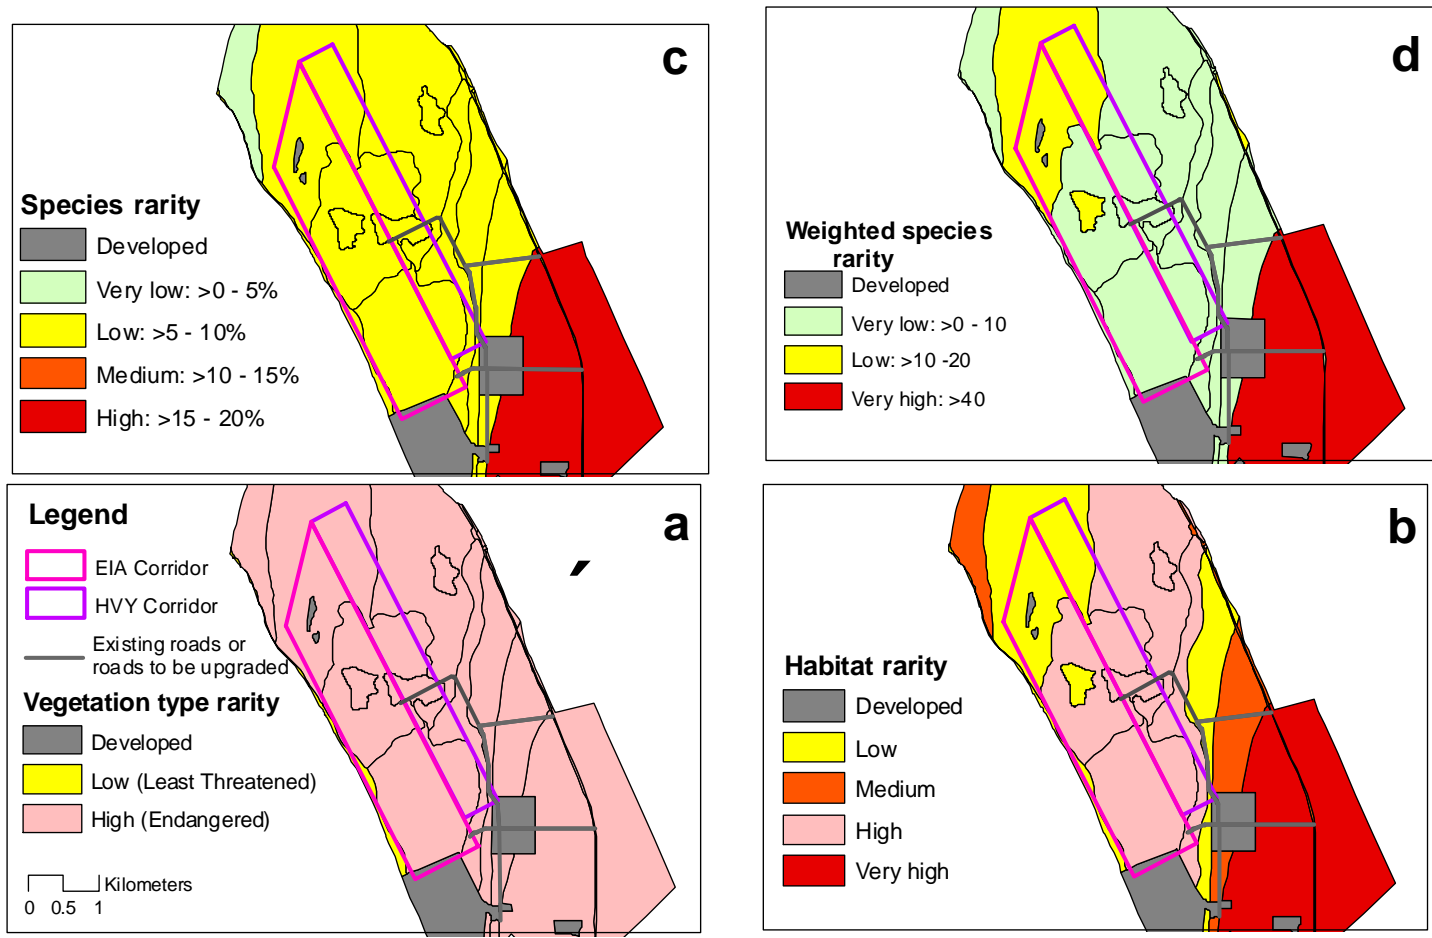 c
Species rarity
Developed
Very low: >0 - 5%
Low: >5 - 10%
Medium: >10 - 15%
High: >15 - 20%
d
Weighted species
rarity
Developed
Very low: >0 - 10
Low: >10 -20
Very high: >40
a
Legend
EIA Corridor
HVY Corridor
Existing roads or
roads to be upgraded
Vegetation type rarity
Developed
Low (Least Threatened)
High (Endangered)
Kilometers
0 0.5 1
b
Habitat rarity
Developed
Low
Medium
High
Very high